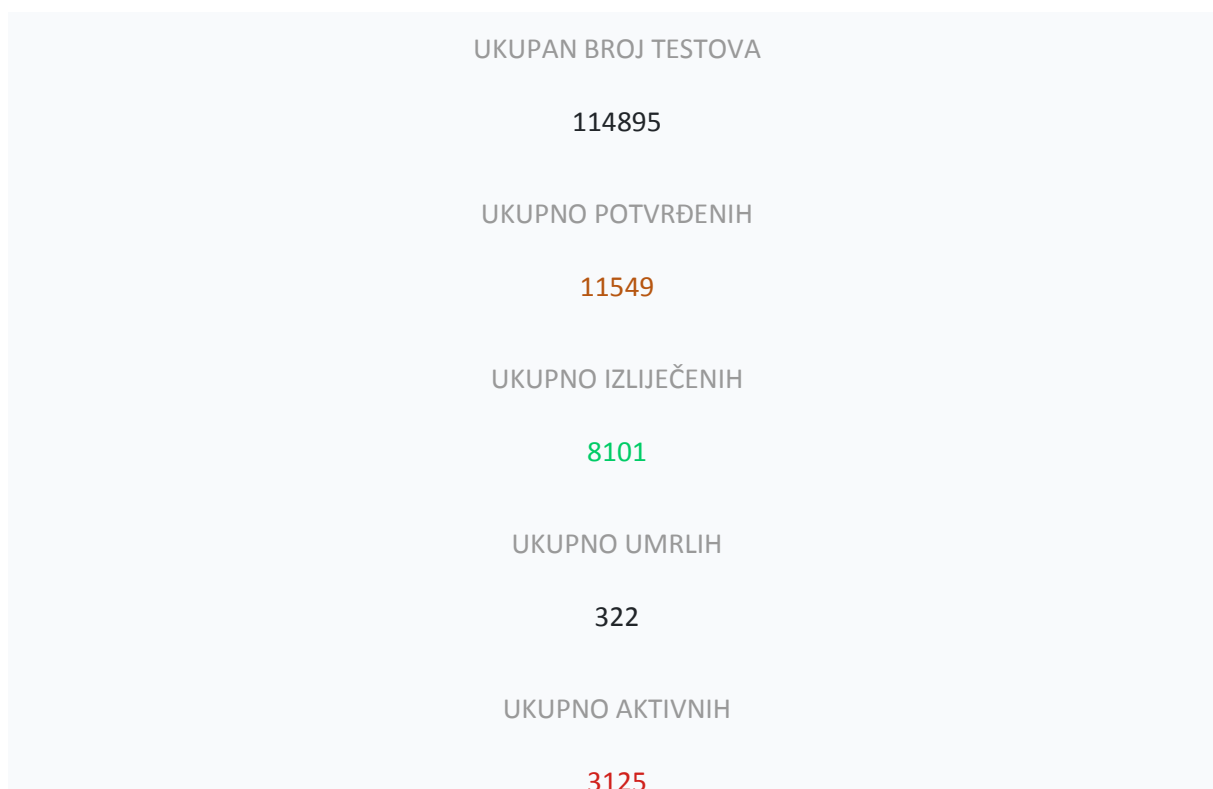 UKUPAN BROJ TESTOVA
114895
UKUPNO POTVRĐENIH
11549
UKUPNO IZLIJEČENIH
8101
UKUPNO UMRLIH
322
UKUPNO AKTIVNIH
3125